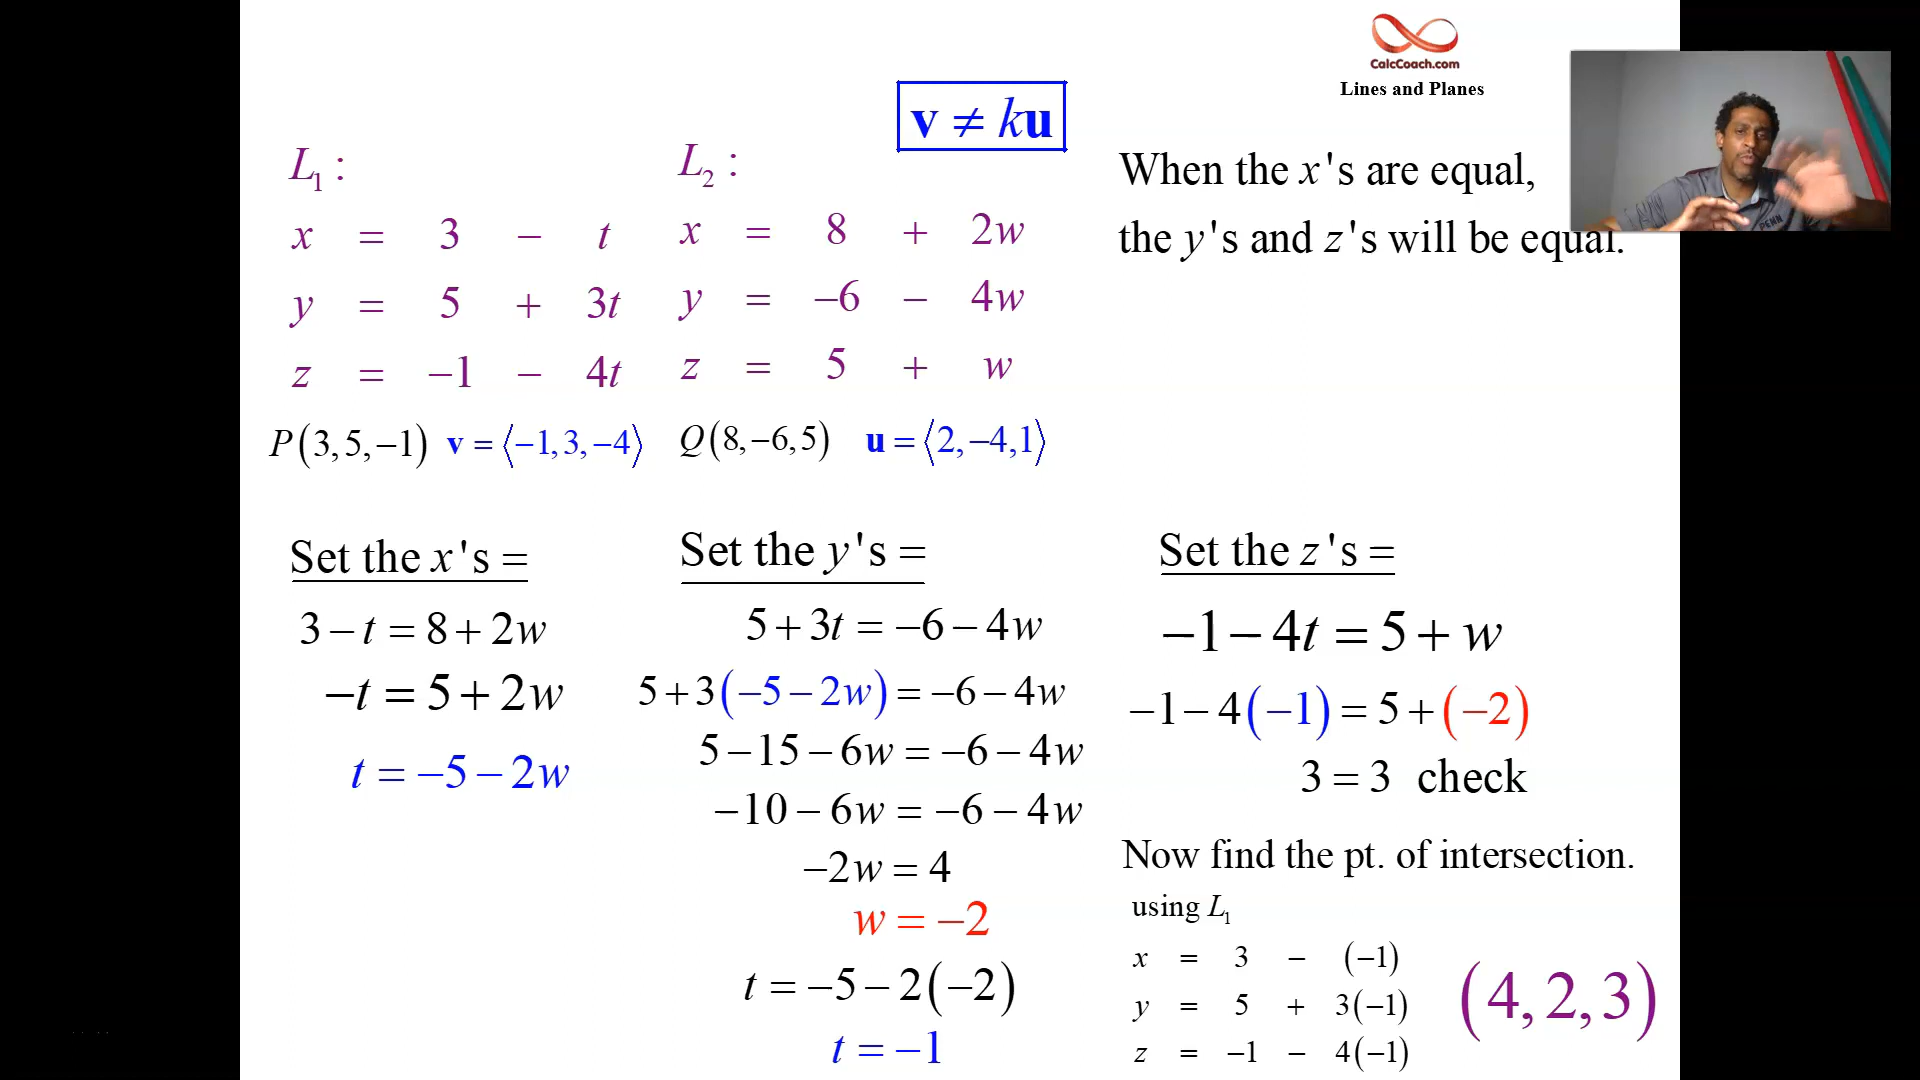 CalcCoach.com
Lines and Planes
v ≠ ku
L₁ :
x = 3 − t
y = 5 + 3t
z = −1 − 4t
P(3,5,−1) v = ⟨−1,3,−4⟩
L₂ :
x = 8 + 2w
y = −6 − 4w
z = 5 + w
Q(8,−6,5) u = ⟨2,−4,1⟩
When the x's are equal,
the y's and z's will be equal.
Set the x's =
3 − t = 8 + 2w
−t = 5 + 2w
t = −5 − 2w
Set the y's =
5 + 3t = −6 − 4w
5 + 3(−5 − 2w) = −6 − 4w
5 − 15 − 6w = −6 − 4w
−10 − 6w = −6 − 4w
−2w = 4
w = −2
t = −5 − 2(−2)
t = −1
Set the z's =
−1 − 4t = 5 + w
−1 − 4(−1) = 5 + (−2)
3 = 3 check
Now find the pt. of intersection.
using L₁
x = 3 − (−1)
y = 5 + 3(−1)
z = −1 − 4(−1)
(4, 2, 3)
PENN